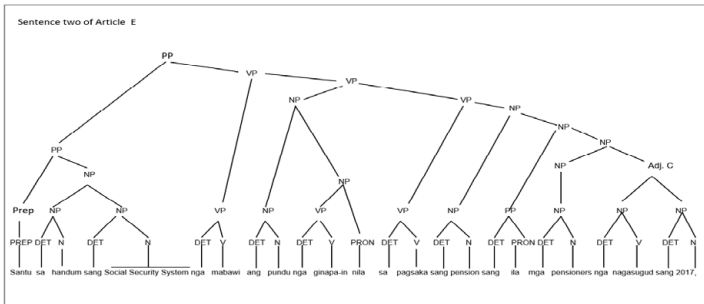 Sentence two of Article E
PP
VP
VP
NP
VP
NP
NP
NP
PP
NP
Adj. C
NP
NP
Prep
NP
NP
VP
NP
VP
VP
NP
PP
NP
NP
NP
PREP DET N DET N DET V DET N DET V PRON DET V DET N DET PRON DET N DET V DET N
Santu sa handum sang Social Security System nga mabawi ang pundu nga ginapa-in nila sa pagsaka sang pension sang ila mga pensioners nga nagasugud sang 2017,